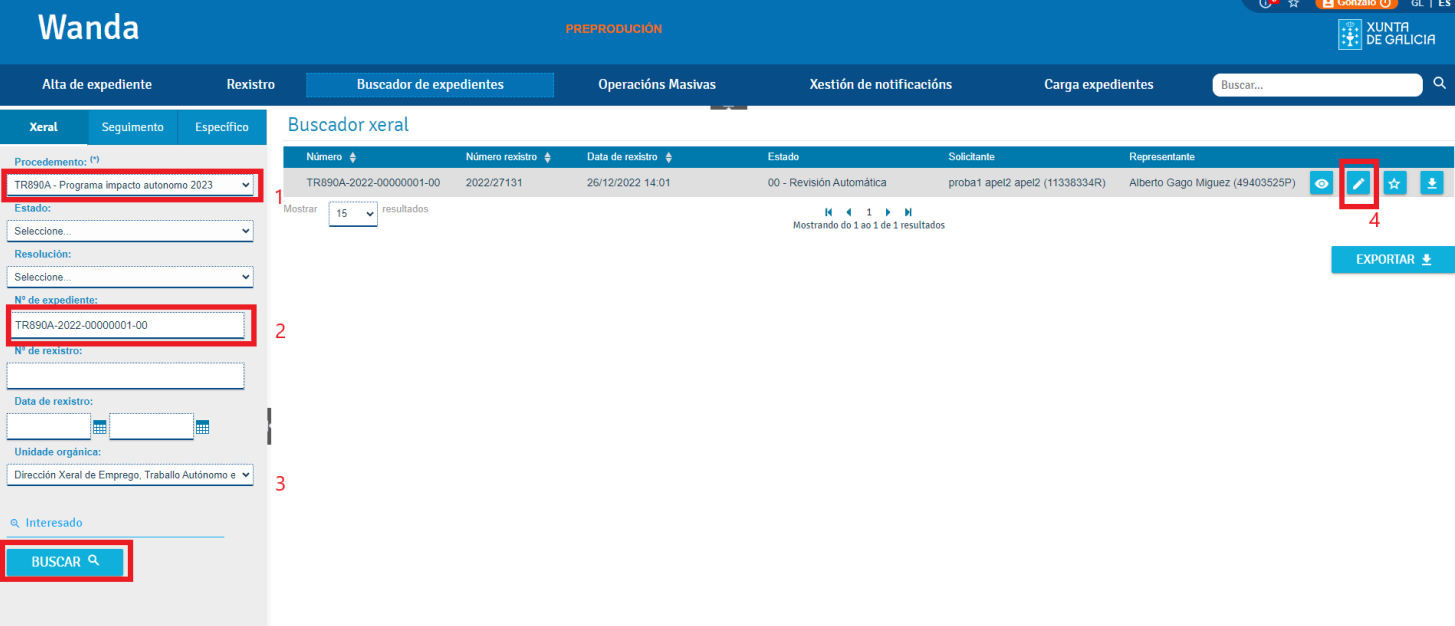 Gonzalo GL | ES
Wanda
PREPRODUCIÓN
XUNTA
DE GALICIA
Alta de expediente Rexistro Buscador de expedientes Operacións Masivas Xestión de notificacións Carga expedientes Buscar...
Xeral Seguimento Específico
Buscador xeral
Procedemento: (*)
TR890A - Programa impacto autonomo 2023
1
Estado:
Seleccione...
Resolución:
Seleccione...
Nº de expediente:
TR890A-2022-00000001-00
2
Nº de rexistro:
Data de rexistro:
Unidade orgánica:
Dirección Xeral de Emprego, Traballo Autónomo e
3
Interesado
BUSCAR
Número Número rexistro Data de rexistro Estado Solicitante Representante
TR890A-2022-00000001-00 2022/27131 26/12/2022 14:01 00 - Revisión Automática proba1 apel2 apel2 (11338334R) Alberto Gago Miguez (49403525P)
4
Mostrar 15 resultados
1
Mostrando do 1 ao 1 de 1 resultados
EXPORTAR